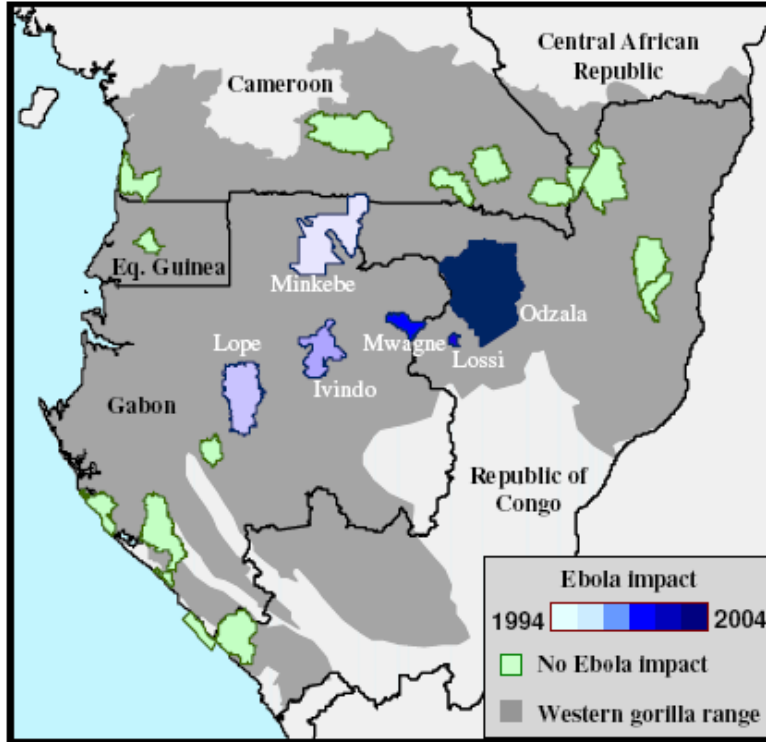 Central African
Republic
Cameroon
Eq. Guinea
Minkebe
Odzala
Mwagne
Lossi
Lope
Ivindo
Gabon
Republic of
Congo
Ebola impact
1994 2004
No Ebola impact
Western gorilla range